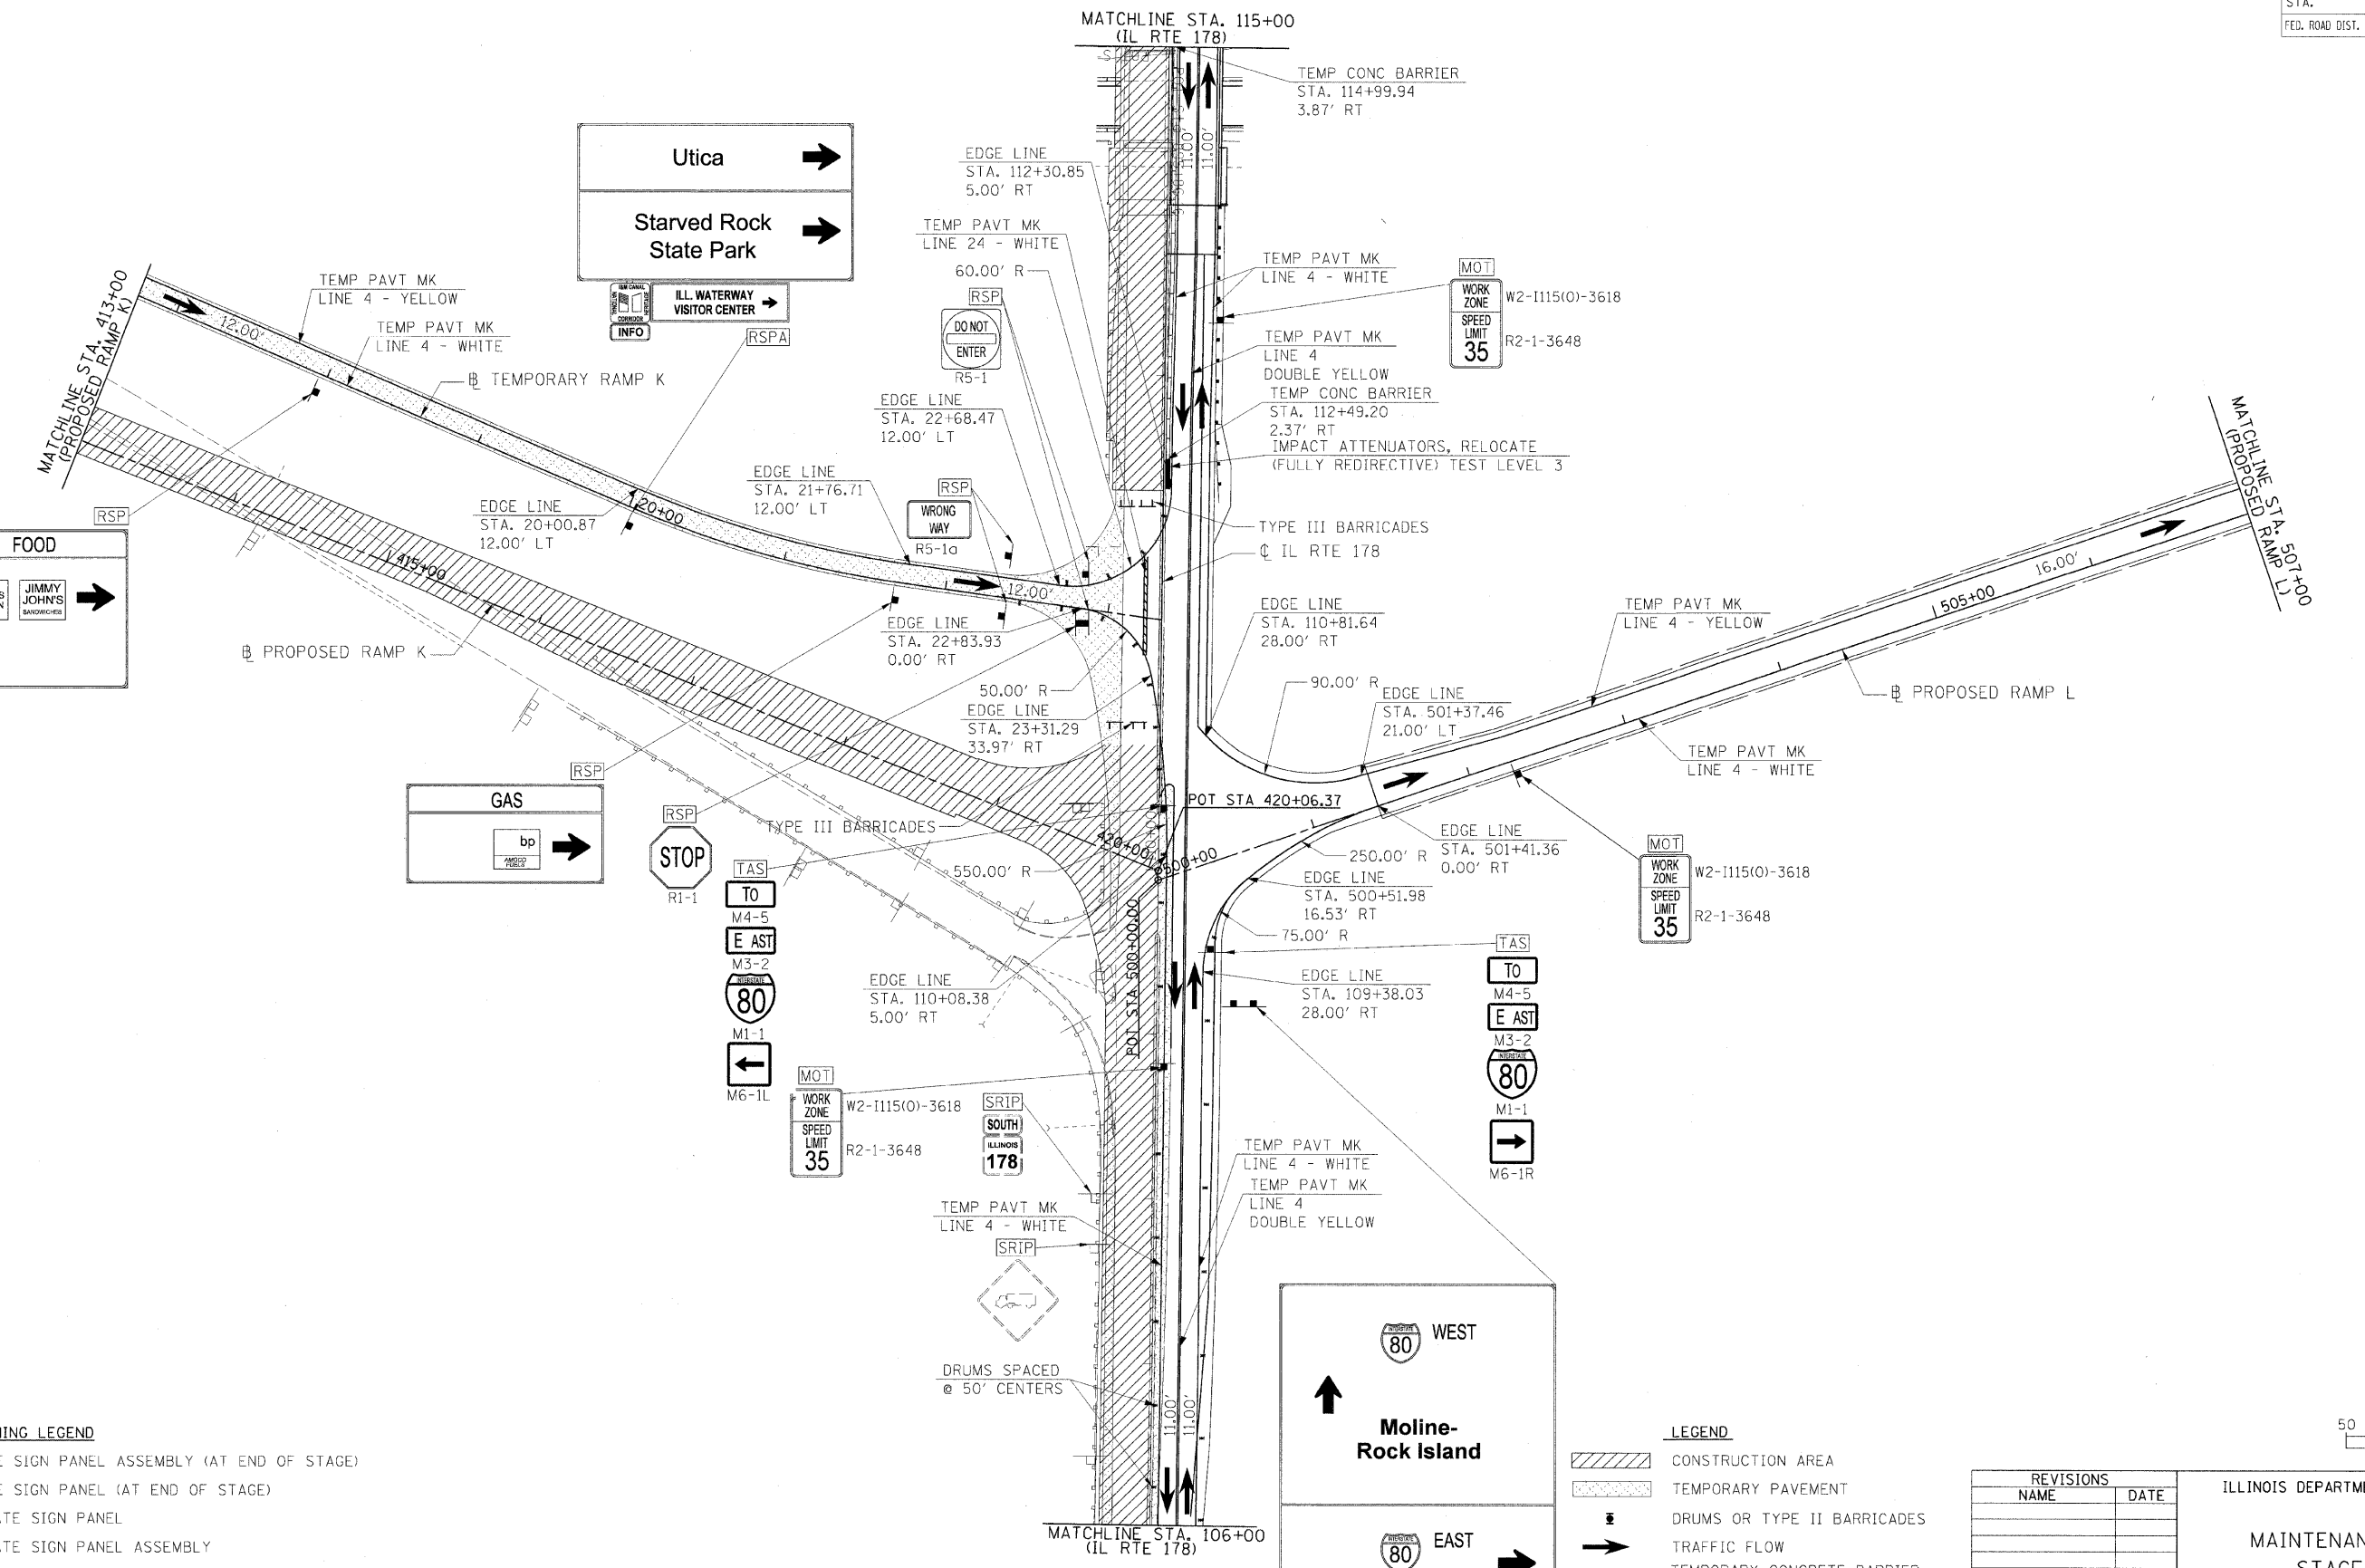 MATCHLINE STA. 115+00
(IL RTE 178)
STA.
FED. ROAD DIST.
TEMP CONC BARRIER
STA. 114+99.94
3.87' RT
11.00'
11.00'
Utica
Starved Rock
State Park
I&M CANAL
CORRIDOR
INFO
ILL. WATERWAY
VISITOR CENTER
RSPA
EDGE LINE
STA. 112+30.85
5.00' RT
TEMP PAVT MK
LINE 24 - WHITE
60.00' R
RSP
DO NOT
ENTER
R5-1
TEMP PAVT MK
LINE 4 - WHITE
MOT
WORK
ZONE
SPEED
LIMIT
35
W2-I115(O)-3618
R2-1-3648
TEMP PAVT MK
LINE 4
DOUBLE YELLOW
TEMP CONC BARRIER
STA. 112+49.20
2.37' RT
IMPACT ATTENUATORS, RELOCATE
(FULLY REDIRECTIVE) TEST LEVEL 3
MATCHLINE STA. 413+00
(PROPOSED RAMP K)
12.00'
TEMP PAVT MK
LINE 4 - YELLOW
TEMP PAVT MK
LINE 4 - WHITE
℄ TEMPORARY RAMP K
EDGE LINE
STA. 22+68.47
12.00' LT
EDGE LINE
STA. 21+76.71
12.00' LT
EDGE LINE
STA. 20+00.87
12.00' LT
20+00
RSP
WRONG
WAY
R5-1a
TYPE III BARRICADES
℄ IL RTE 178
RSP
FOOD
JIMMY
JOHN'S
SANDWICHES
415+00
℄ PROPOSED RAMP K
12.00'
EDGE LINE
STA. 22+83.93
0.00' RT
50.00' R
EDGE LINE
STA. 23+31.29
33.97' RT
EDGE LINE
STA. 110+81.64
28.00' RT
90.00' R
EDGE LINE
STA. 501+37.46
21.00' LT
TEMP PAVT MK
LINE 4 - YELLOW
505+00
16.00'
MATCHLINE STA. 507+00
(PROPOSED RAMP L)
℄ PROPOSED RAMP L
TEMP PAVT MK
LINE 4 - WHITE
RSP
GAS
bp
AMOCO
FUELS
RSP
STOP
R1-1
TYPE III BARRICADES
POT STA 420+06.37
420+00
500+00
POT STA 500+00.00
550.00' R
250.00' R
EDGE LINE
STA. 501+41.36
0.00' RT
EDGE LINE
STA. 500+51.98
16.53' RT
75.00' R
MOT
WORK
ZONE
SPEED
LIMIT
35
W2-I115(O)-3618
R2-1-3648
TAS
TO
M4-5
EAST
M3-2
INTERSTATE
80
M1-1
M6-1L
EDGE LINE
STA. 110+08.38
5.00' RT
EDGE LINE
STA. 109+38.03
28.00' RT
TAS
TO
M4-5
EAST
M3-2
INTERSTATE
80
M1-1
M6-1R
MOT
WORK
ZONE
SPEED
LIMIT
35
W2-I115(O)-3618
R2-1-3648
SRIP
SOUTH
ILLINOIS
178
TEMP PAVT MK
LINE 4 - WHITE
TEMP PAVT MK
LINE 4
DOUBLE YELLOW
TEMP PAVT MK
LINE 4 - WHITE
SRIP
DRUMS SPACED
@ 50' CENTERS
11.00'
11.00'
MATCHLINE STA. 106+00
(IL RTE 178)
INTERSTATE
80 WEST
Moline-
Rock Island
INTERSTATE
80 EAST
LEGEND
SIGN PANEL ASSEMBLY (AT END OF STAGE)
SIGN PANEL (AT END OF STAGE)
SIGN PANEL
SIGN PANEL ASSEMBLY
LEGEND
CONSTRUCTION AREA
TEMPORARY PAVEMENT
DRUMS OR TYPE II BARRICADES
TRAFFIC FLOW
TEMPORARY CONCRETE BARRIER
50
REVISIONS
NAME DATE
ILLINOIS